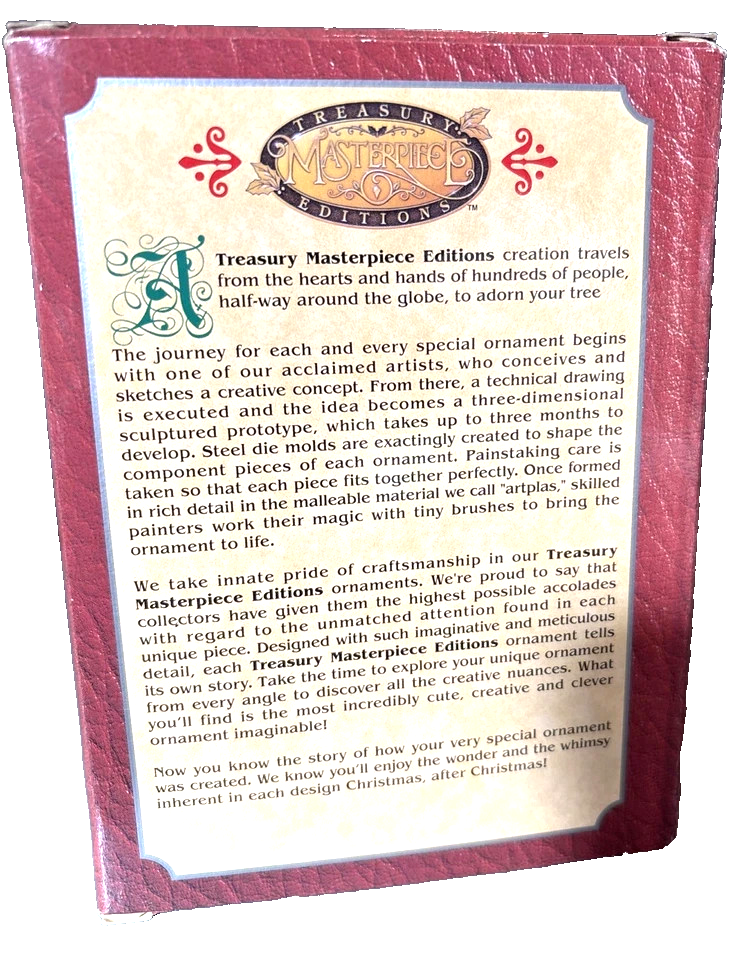 TREASURY
MASTERPIECE
EDITIONS
™
A Treasury Masterpiece Editions creation travels
from the hearts and hands of hundreds of people,
half-way around the globe, to adorn your tree
The journey for each and every special ornament begins
with one of our acclaimed artists, who conceives and
sketches a creative concept. From there, a technical drawing
is executed and the idea becomes a three-dimensional
sculptured prototype, which takes up to three months to
develop. Steel die molds are exactingly created to shape the
component pieces of each ornament. Painstaking care is
taken so that each piece fits together perfectly. Once formed
in rich detail in the malleable material we call "artplas," skilled
painters work their magic with tiny brushes to bring the
ornament to life.
We take innate pride of craftsmanship in our Treasury
Masterpiece Editions ornaments. We're proud to say that
collectors have given them the highest possible accolades
with regard to the unmatched attention found in each
unique piece. Designed with such imaginative and meticulous
detail, each Treasury Masterpiece Editions ornament tells
its own story. Take the time to explore your unique ornament
from every angle to discover all the creative nuances. What
you'll find is the most incredibly cute, creative and clever
ornament imaginable!
Now you know the story of how your very special ornament
was created. We know you'll enjoy the wonder and the whimsy
inherent in each design Christmas, after Christmas!